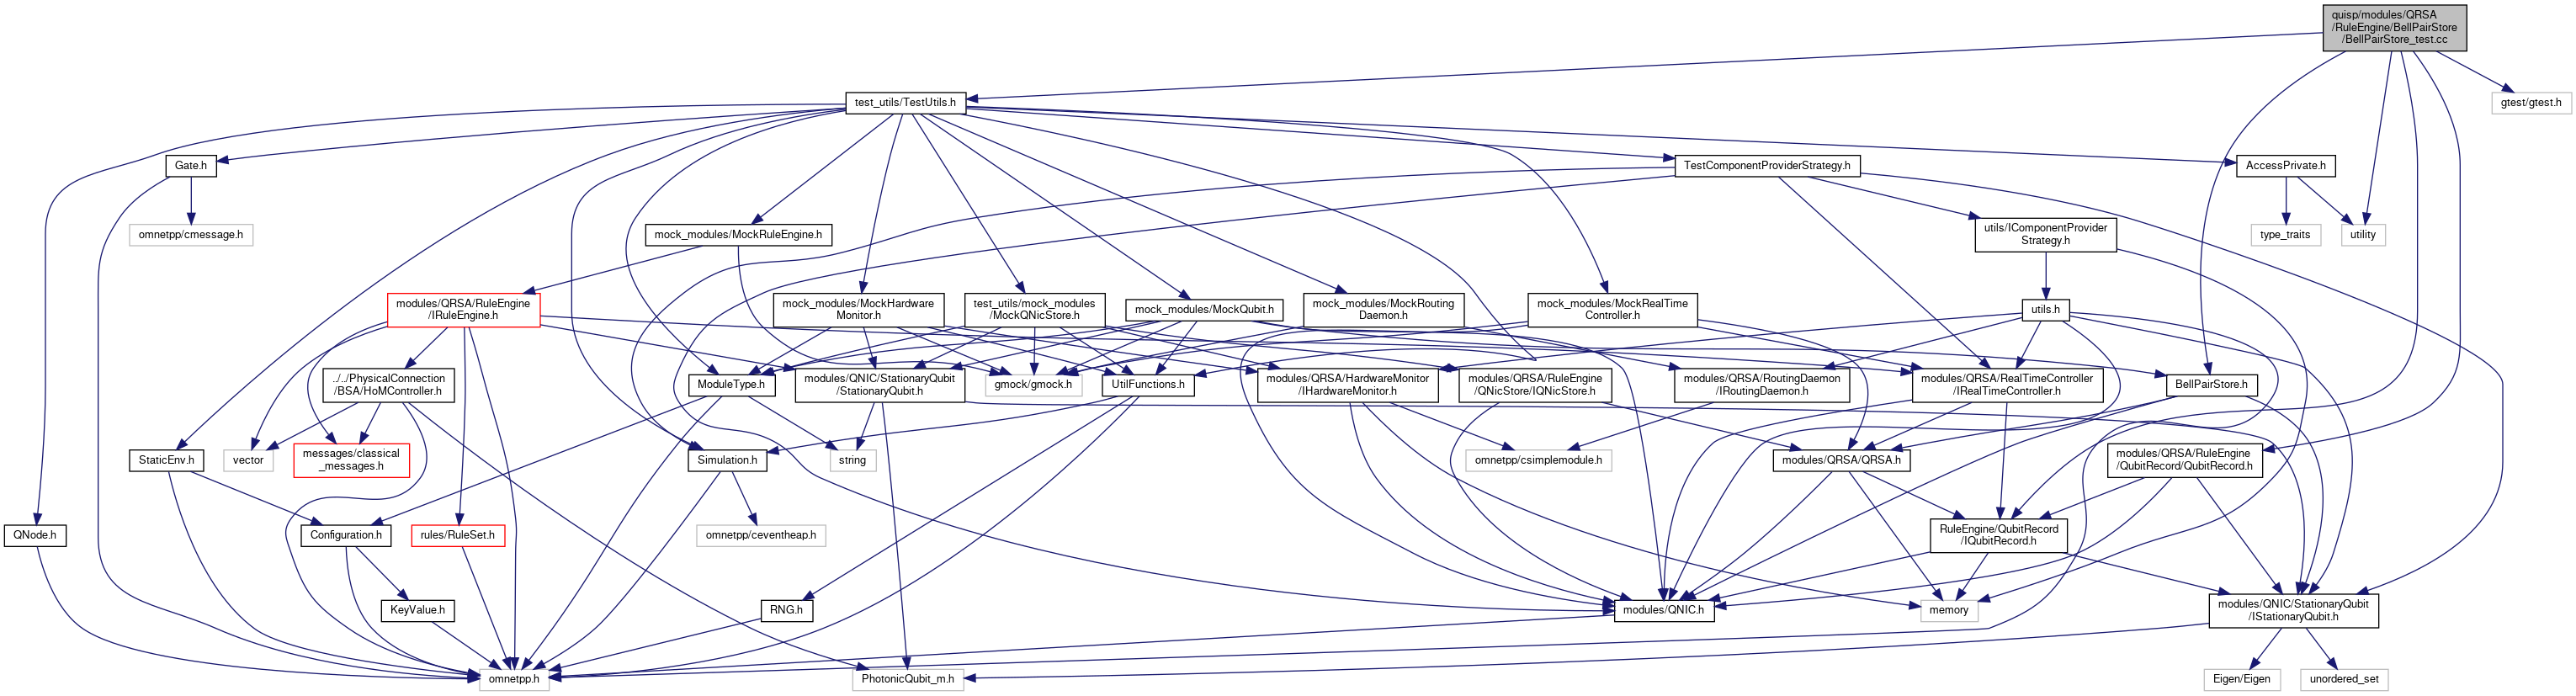 quisp/modules/QRSA
/RuleEngine/BellPairStore
/BellPairStore_test.cc
test_utils/TestUtils.h
gtest/gtest.h
Gate.h
TestComponentProviderStrategy.h
AccessPrivate.h
omnetpp/cmessage.h
mock_modules/MockRuleEngine.h
utils/IComponentProvider
Strategy.h
type_traits
utility
modules/QRSA/RuleEngine
/IRuleEngine.h
mock_modules/MockHardware
Monitor.h
test_utils/mock_modules
/MockQNicStore.h
mock_modules/MockQubit.h
mock_modules/MockRouting
Daemon.h
mock_modules/MockRealTime
Controller.h
utils.h
../../PhysicalConnection
/BSA/HoMController.h
ModuleType.h
modules/QNIC/StationaryQubit
/StationaryQubit.h
gmock/gmock.h
UtilFunctions.h
modules/QRSA/HardwareMonitor
/IHardwareMonitor.h
modules/QRSA/RuleEngine
/QNicStore/IQNicStore.h
modules/QRSA/RoutingDaemon
/IRoutingDaemon.h
modules/QRSA/RealTimeController
/IRealTimeController.h
BellPairStore.h
StaticEnv.h
vector
messages/classical
_messages.h
Simulation.h
string
omnetpp/csimplemodule.h
modules/QRSA/QRSA.h
modules/QRSA/RuleEngine
/QubitRecord/QubitRecord.h
QNode.h
Configuration.h
rules/RuleSet.h
omnetpp/ceventheap.h
RuleEngine/QubitRecord
/IQubitRecord.h
KeyValue.h
RNG.h
modules/QNIC.h
memory
modules/QNIC/StationaryQubit
/IStationaryQubit.h
omnetpp.h
PhotonicQubit_m.h
Eigen/Eigen
unordered_set